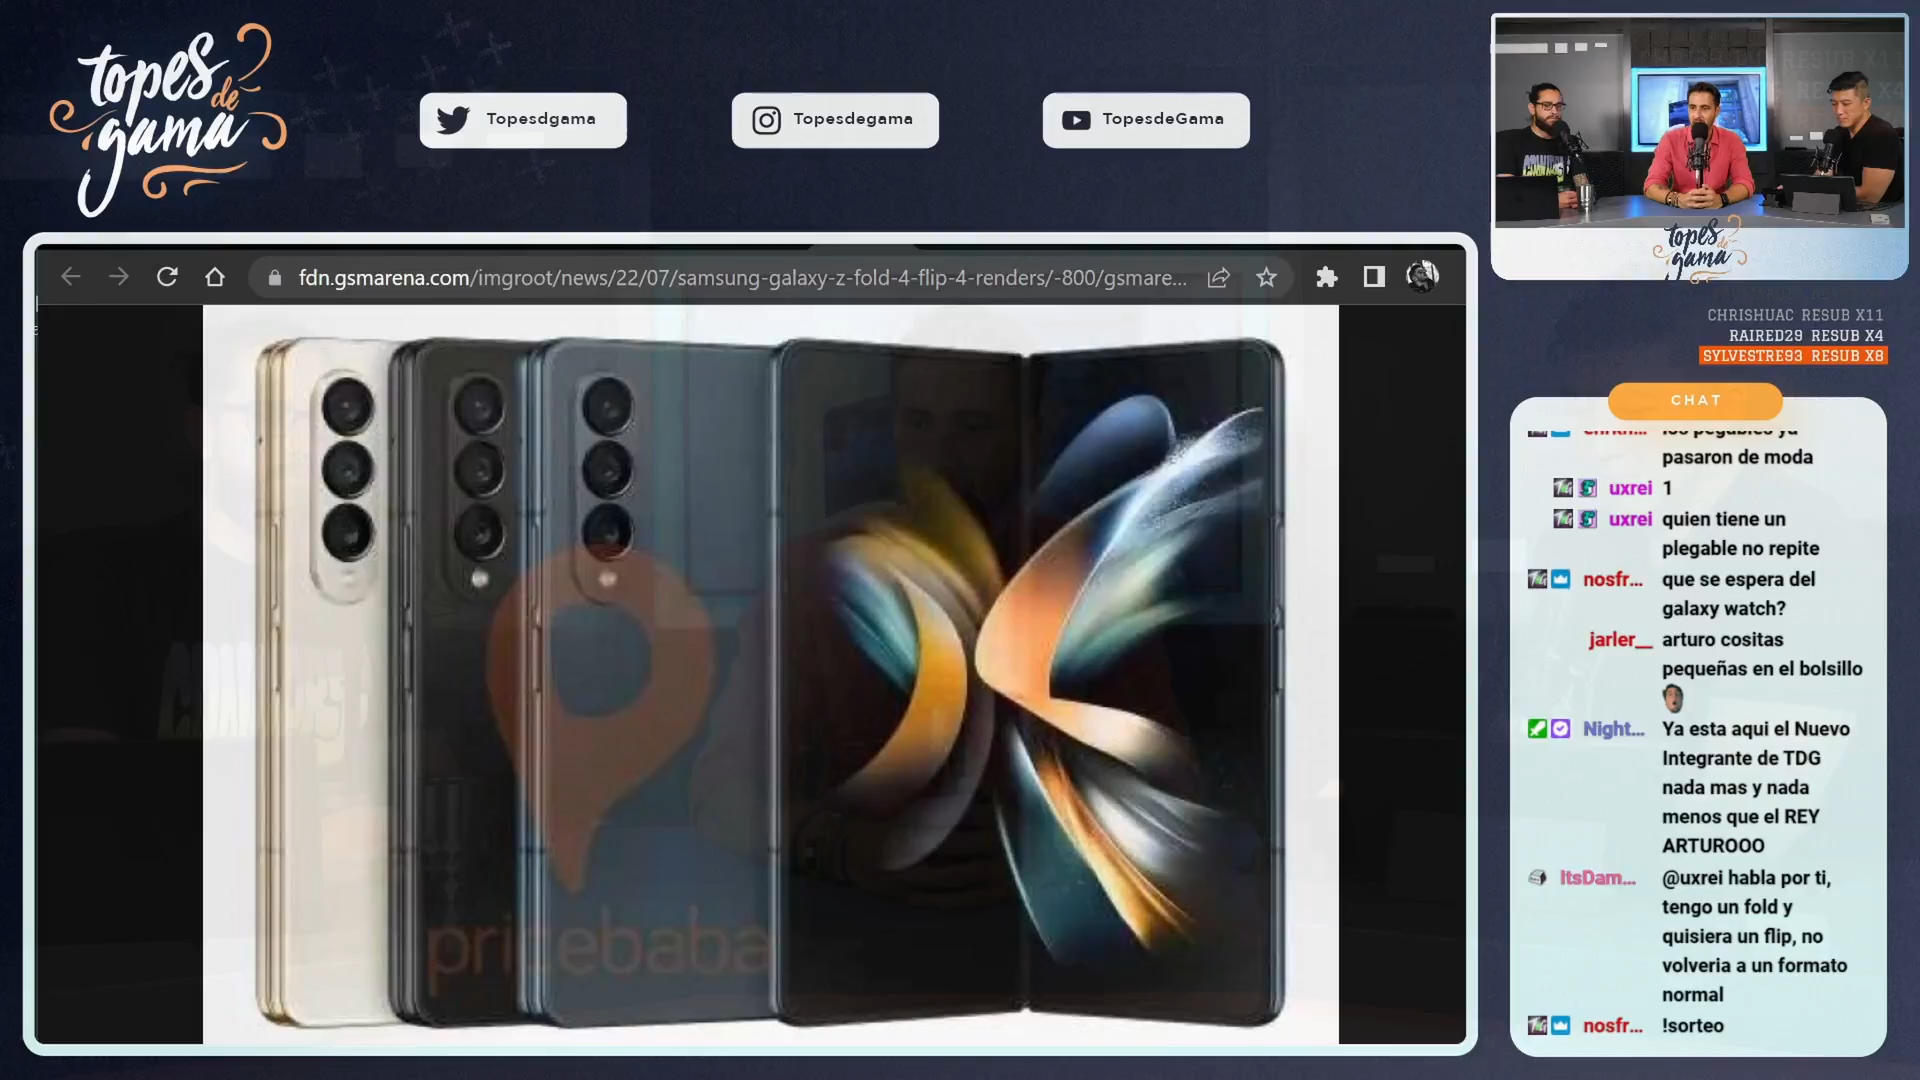 topes
de
gama
Topesdgama
Topesdegama
TopesdeGama
fdn.gsmarena.com/imgroot/news/22/07/samsung-galaxy-z-fold-4-flip-4-renders/-800/gsmare...
pricebaba
topes
de
gama
CHRISHUAC RESUB X11
RAIRED29 RESUB X4
SYLVESTRE93 RESUB X8
CHAT
pasaron de moda
uxrei 1
uxrei quien tiene un
plegable no repite
nosfr... que se espera del
galaxy watch?
jarler__ arturo cositas
pequeñas en el bolsillo
Night... Ya esta aqui el Nuevo
Integrante de TDG
nada mas y nada
menos que el REY
ARTUROOO
ItsDam... @uxrei habla por ti,
tengo un fold y
quisiera un flip, no
volveria a un formato
normal
nosfr... !sorteo